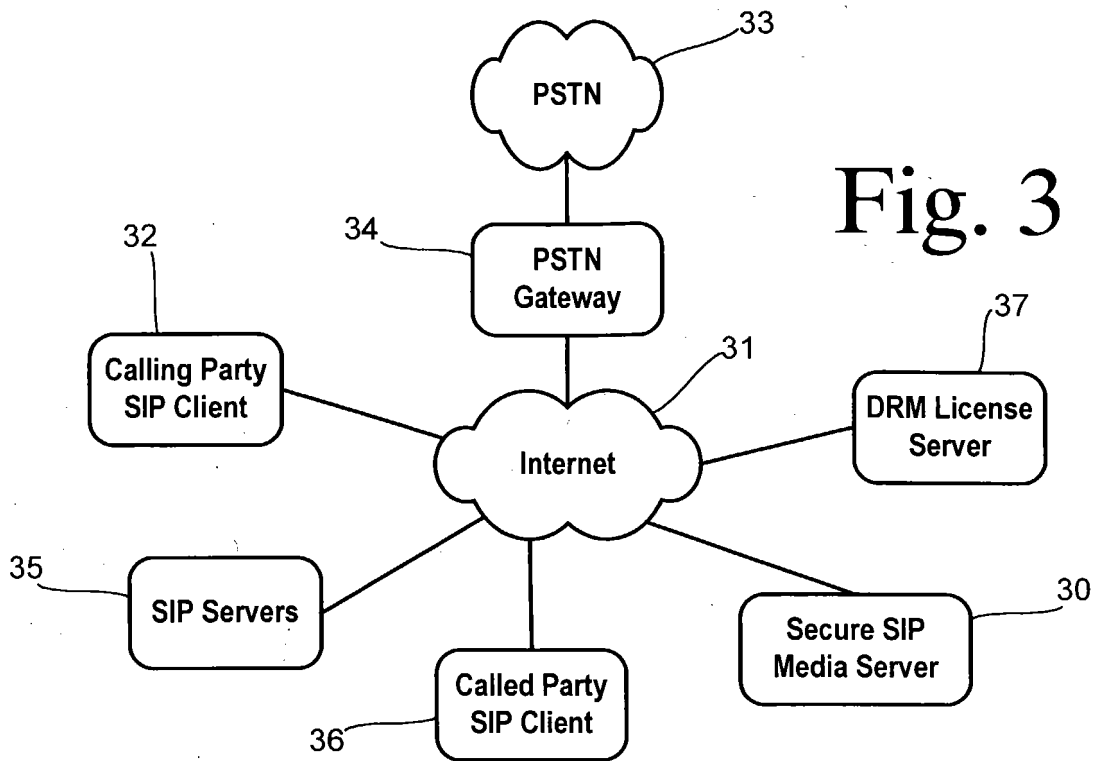 33
PSTN
Fig. 3
34
PSTN
Gateway
32
37
31
Calling Party
SIP Client
DRM License
Server
Internet
35
SIP Servers
30
Secure SIP
Media Server
Called Party
SIP Client
36